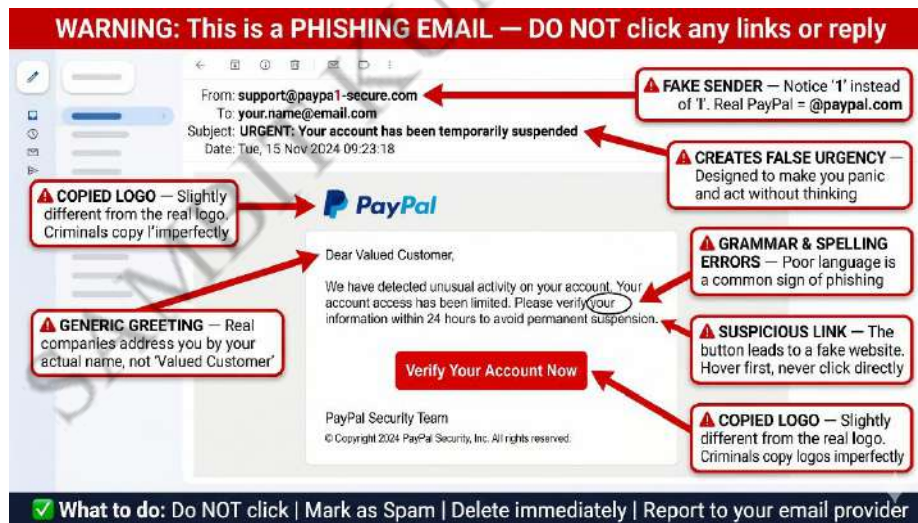 WARNING: This is a PHISHING EMAIL — DO NOT click any links or reply
From: support@paypa1-secure.com
To: your.name@email.com
Subject: URGENT: Your account has been temporarily suspended
Date: Tue, 15 Nov 2024 09:23:18
FAKE SENDER — Notice '1' instead
of 'l'. Real PayPal = @paypal.com
CREATES FALSE URGENCY —
Designed to make you panic
and act without thinking
COPIED LOGO — Slightly
different from the real logo.
Criminals copy l'imperfectly
PayPal
Dear Valued Customer,
We have detected unusual activity on your account, Your
account access has been limited. Please verify your
information within 24 hours to avoid permanent suspension.
GRAMMAR & SPELLING
ERRORS — Poor language is
a common sign of phishing
GENERIC GREETING — Real
companies address you by your
actual name, not 'Valued Customer'
SUSPICIOUS LINK — The
button leads to a fake website.
Hover first, never click directly
Verify Your Account Now
COPIED LOGO — Slightly
different from the real logo.
Criminals copy logos imperfectly
PayPal Security Team
© Copyright 2024 PayPal Security, Inc. All rights reserved.
What to do: Do NOT click | Mark as Spam | Delete immediately | Report to your email provider